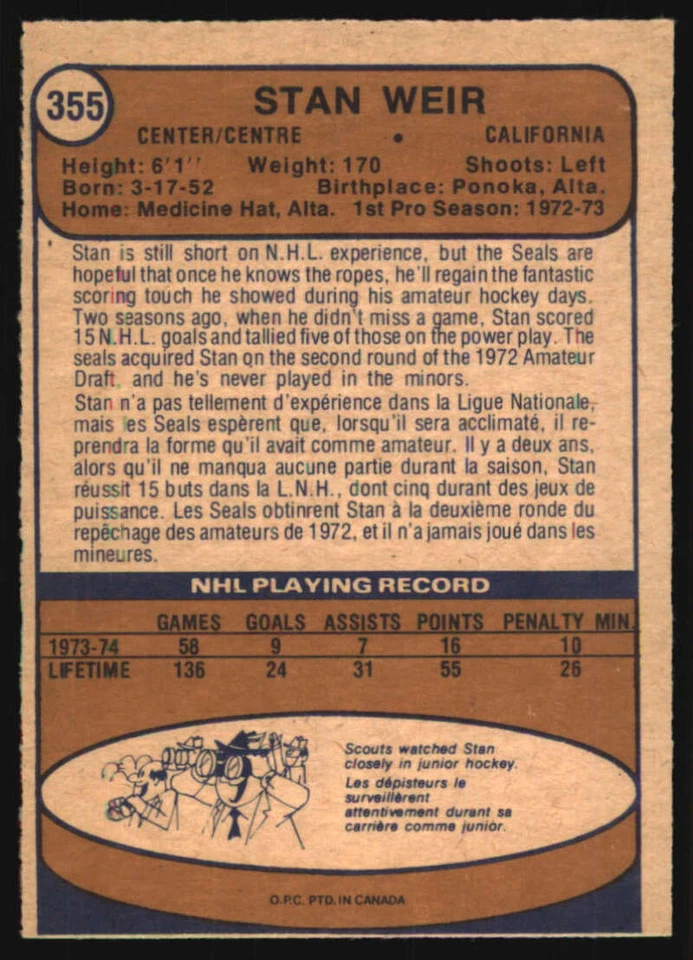 355
STAN WEIR
CENTER/CENTRE • CALIFORNIA
Height: 6'1'' Weight: 170 Shoots: Left
Born: 3-17-52 Birthplace: Ponoka, Alta.
Home: Medicine Hat, Alta. 1st Pro Season: 1972-73
Stan is still short on N.H.L. experience, but the Seals are
hopeful that once he knows the ropes, he'll regain the fantastic
scoring touch he showed during his amateur hockey days.
Two seasons ago, when he didn't miss a game, Stan scored
15 N.H.L. goals and tallied five of those on the power play. The
seals acquired Stan on the second round of the 1972 Amateur
Draft, and he's never played in the minors.
Stan n'a pas tellement d'expérience dans la Ligue Nationale,
mais les Seals espèrent que, lorsqu'il sera acclimaté, il re-
prendra la forme qu'il avait comme amateur. Il y a deux ans,
alors qu'il ne manqua aucune partie durant la saison, Stan
réussit 15 buts dans la L.N.H., dont cinq durant des jeux de
puissance. Les Seals obtinrent Stan à la deuxième ronde du
repêchage des amateurs de 1972, et il n'a jamais joué dans les
mineures.
NHL PLAYING RECORD
GAMES GOALS ASSISTS POINTS PENALTY MIN.
1973-74 58 9 7 16 10
LIFETIME 136 24 31 55 26
Scouts watched Stan
closely in junior hockey.
Les dépisteurs le
surveillèrent
attentivement durant sa
carrière comme junior.
O.P.C. PTD. IN CANADA